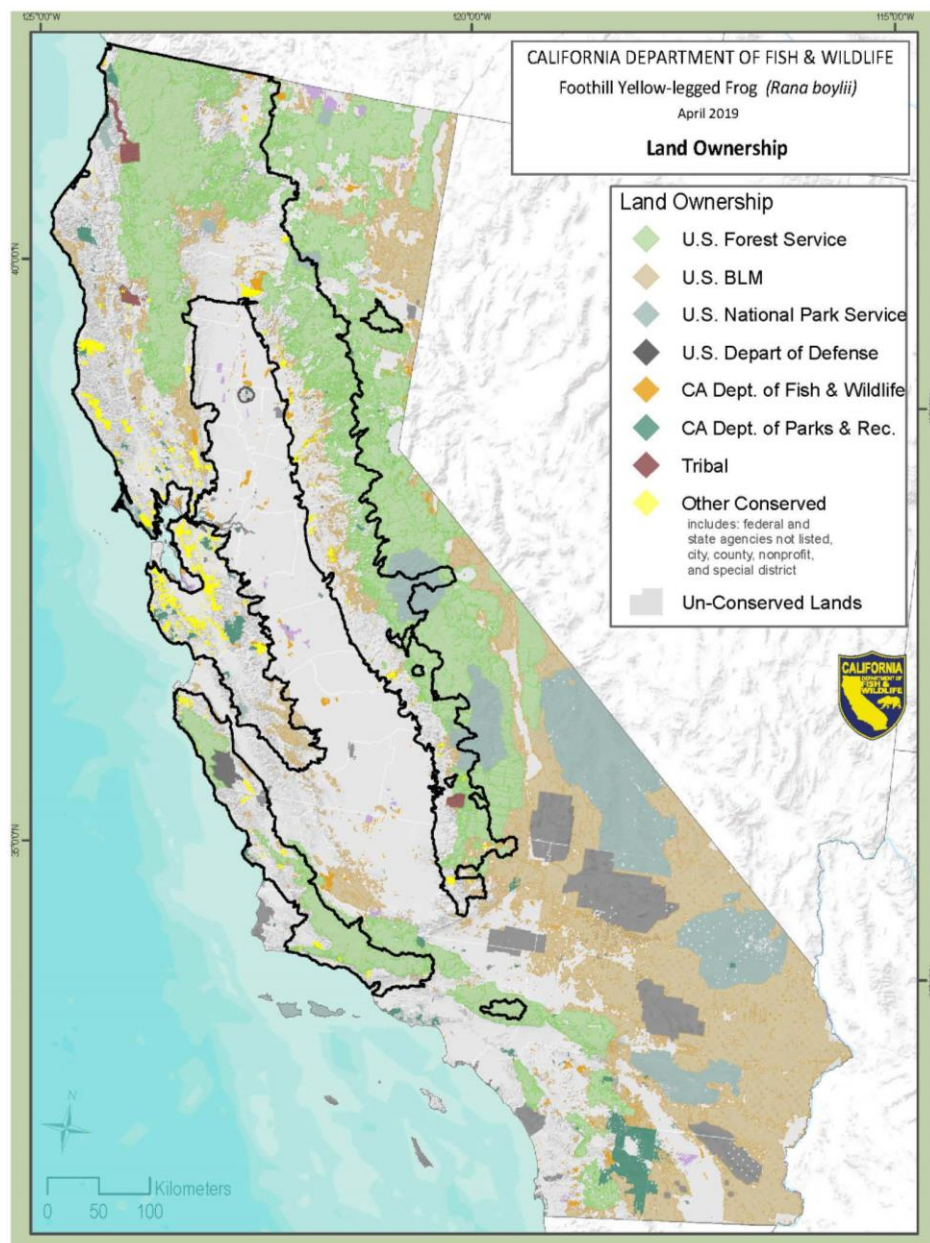 125°0'0"W
120°0'0"W
115°0'0"W
CALIFORNIA DEPARTMENT OF FISH & WILDLIFE
Foothill Yellow-legged Frog (Rana boylii)
April 2019
Land Ownership
Land Ownership
U.S. Forest Service
U.S. BLM
U.S. National Park Service
U.S. Depart of Defense
CA Dept. of Fish & Wildlife
CA Dept. of Parks & Rec.
Tribal
Other Conserved
includes: federal and
state agencies not listed,
city, county, nonprofit,
and special district
Un-Conserved Lands
40°0'0"N
35°0'0"N
CALIFORNIA
DEPARTMENT OF
FISH &
WILDLIFE
N
Kilometers
0 50 100